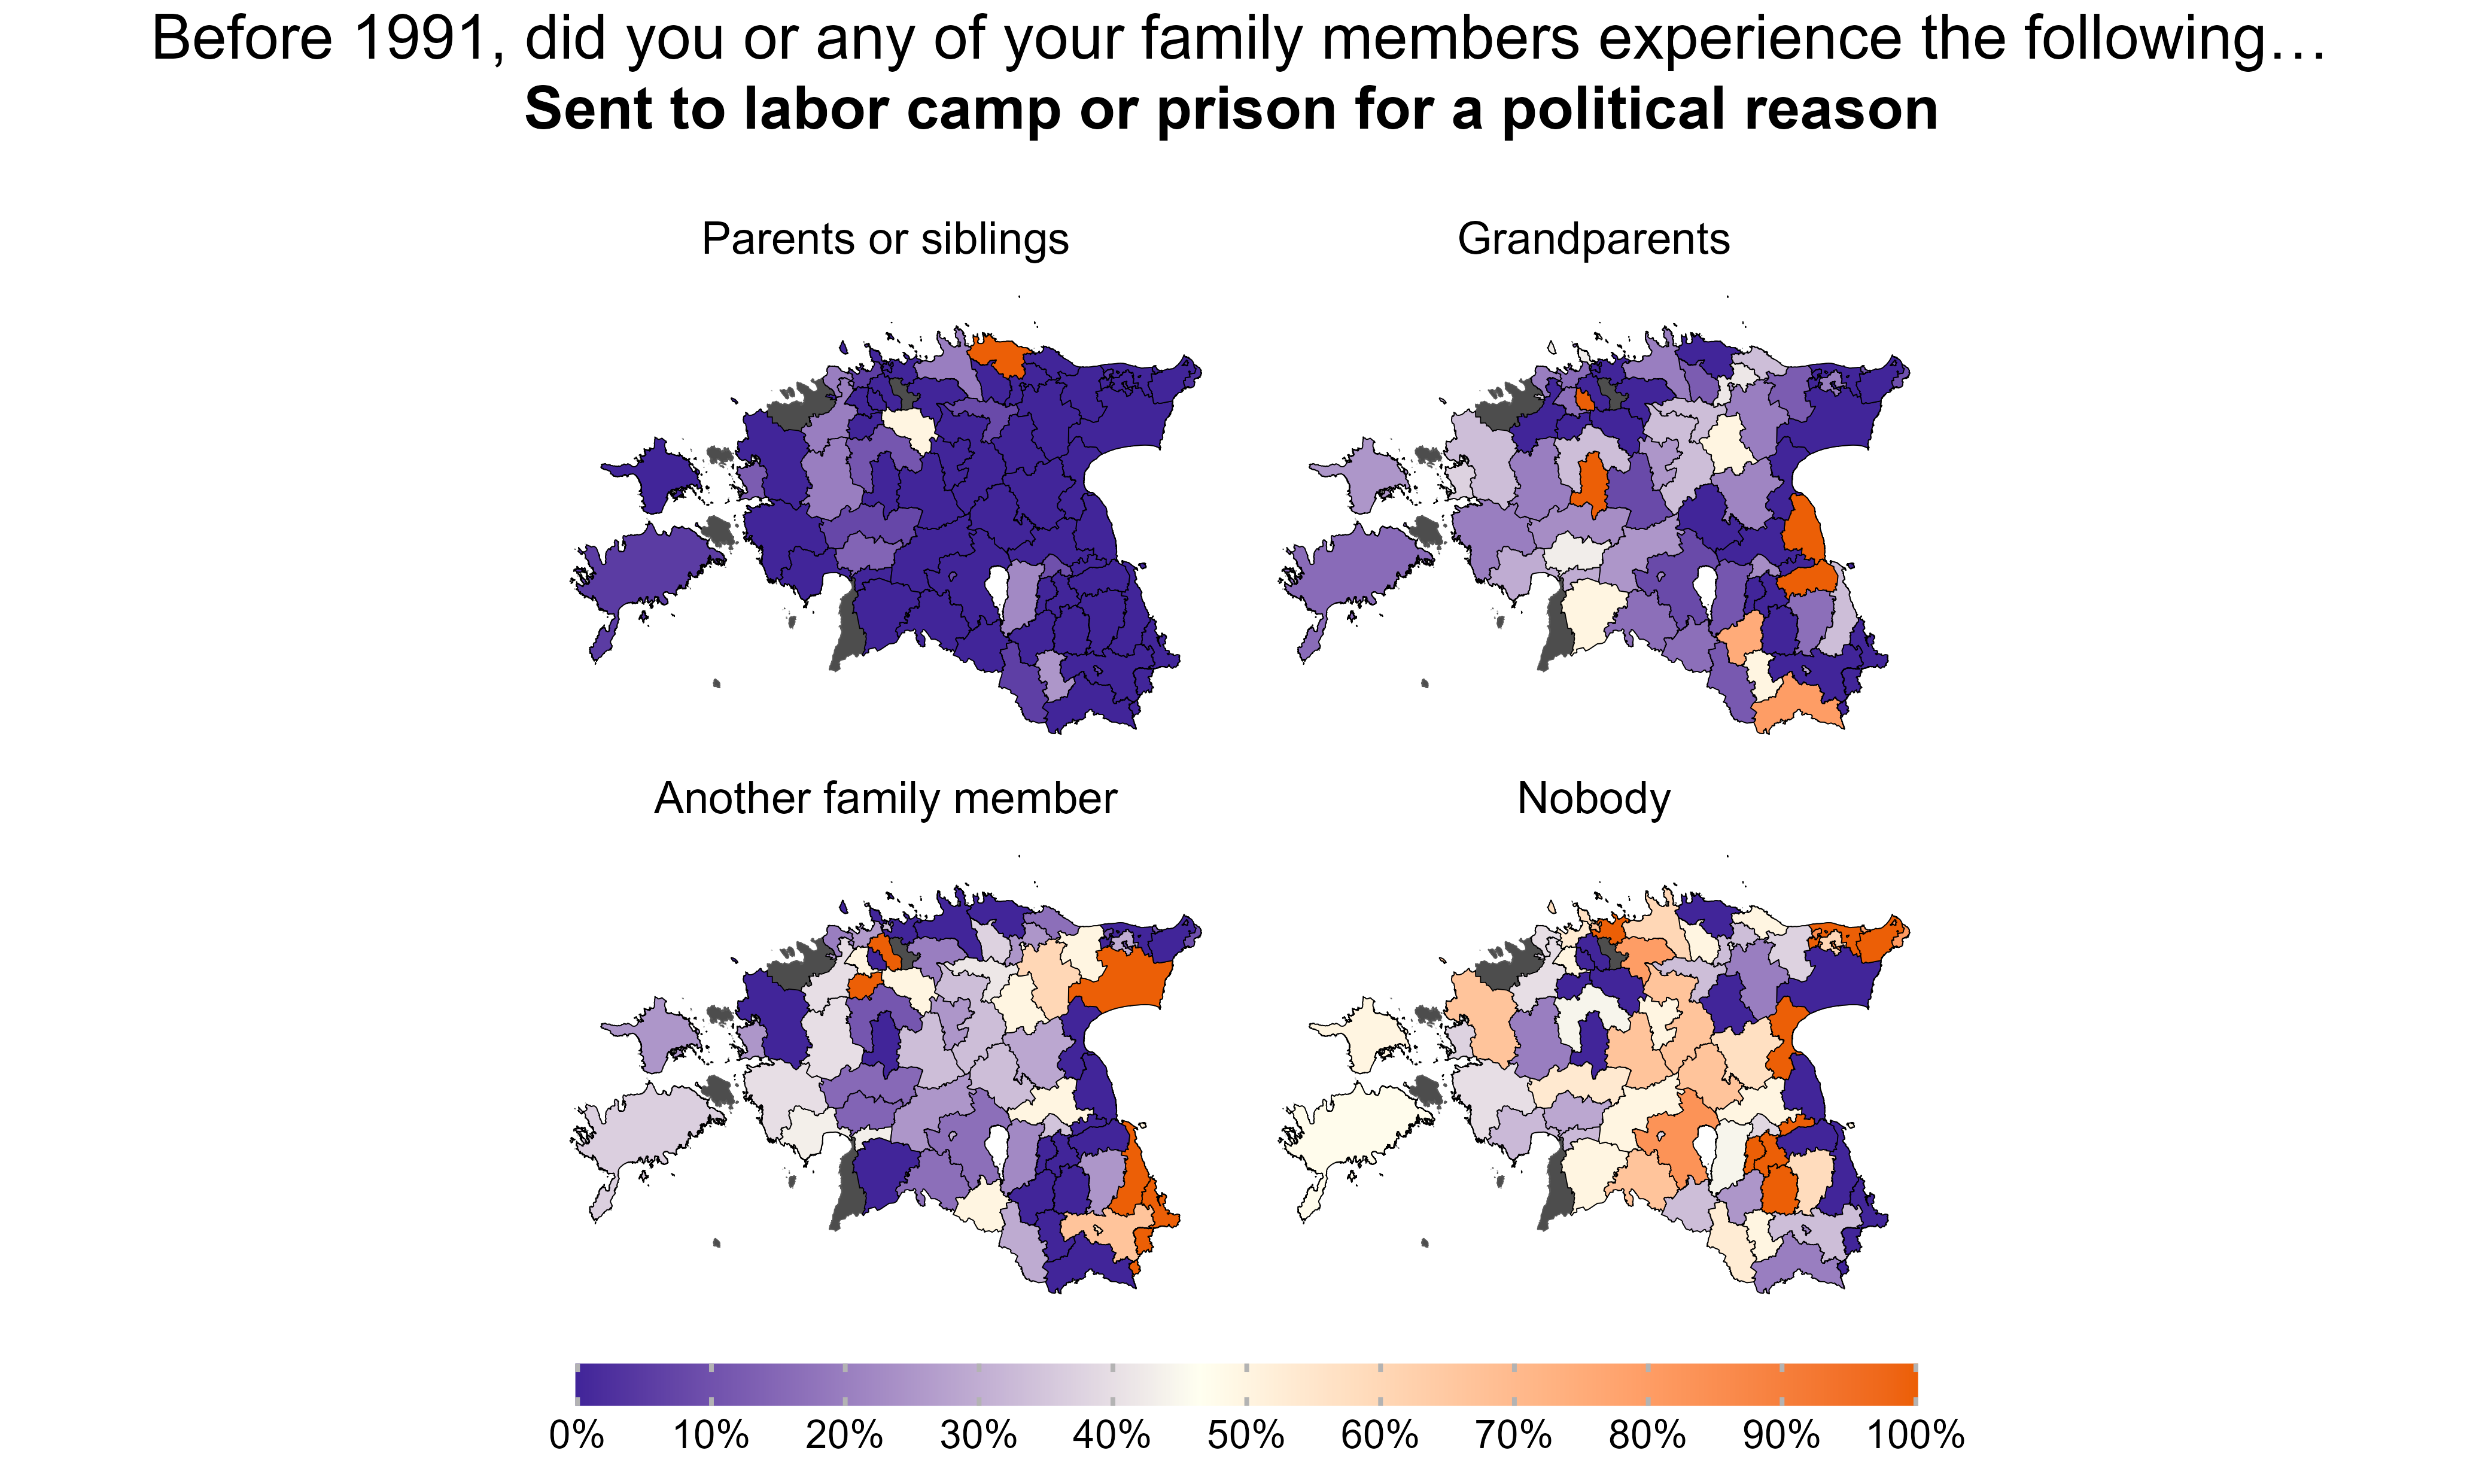 Before 1991, did you or any of your family members experience the following…
Sent to labor camp or prison for a political reason
Parents or siblings
Grandparents
Another family member
Nobody
0% 10% 20% 30% 40% 50% 60% 70% 80% 90% 100%